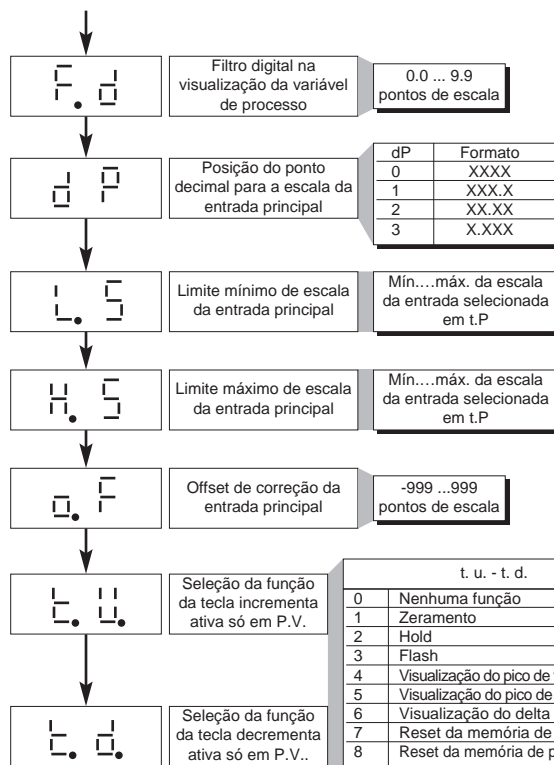 F.d
Filtro digital na
visualização da variável
de processo
0.0 ... 9.9
pontos de escala
d P
Posição do ponto
decimal para a escala da
entrada principal
dP Formato
0 XXXX
1 XXX.X
2 XX.XX
3 X.XXX
L. S
Limite mínimo de escala
da entrada principal
Mín....máx. da escala
da entrada selecionada
em t.P
H. S
Limite máximo de escala
da entrada principal
Mín....máx. da escala
da entrada selecionada
em t.P
o. F
Offset de correção da
entrada principal
-999 ...999
pontos de escala
t. U.
Seleção da função
da tecla incrementa
ativa só em P.V.
t. u. - t. d.
0 Nenhuma função
1 Zeramento
2 Hold
3 Flash
4 Visualização do pico de
5 Visualização do pico de
6 Visualização do delta
7 Reset da memória de
8 Reset da memória de
t. d.
Seleção da função
da tecla decrementa
ativa só em P.V..